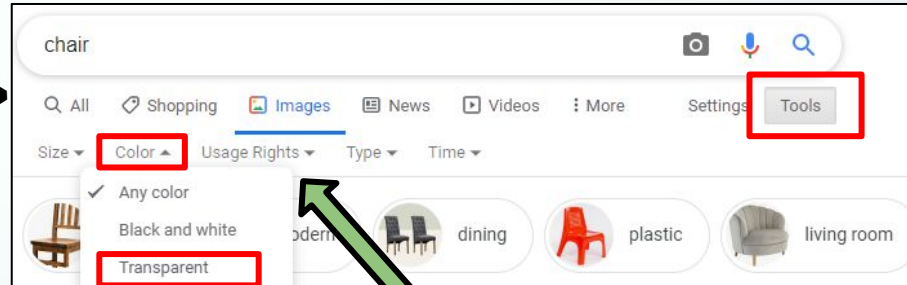 chair
All Shopping Images News Videos More Settings Tools
Size Color Usage Rights Type Time
Any color
Black and white
dining plastic living room
Transparent